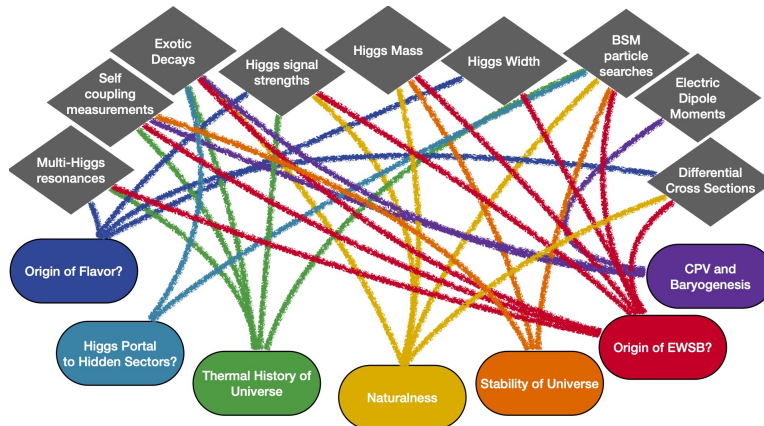 Exotic
Decays
Higgs signal
strengths
Higgs Mass
Higgs Width
BSM
particle
searches
Self
coupling
measurements
Electric
Dipole
Moments
Multi-Higgs
resonances
Differential
Cross Sections
Origin of Flavor?
CPV and
Baryogenesis
Higgs Portal
to Hidden Sectors?
Origin of EWSB?
Thermal History of
Universe
Naturalness
Stability of Universe